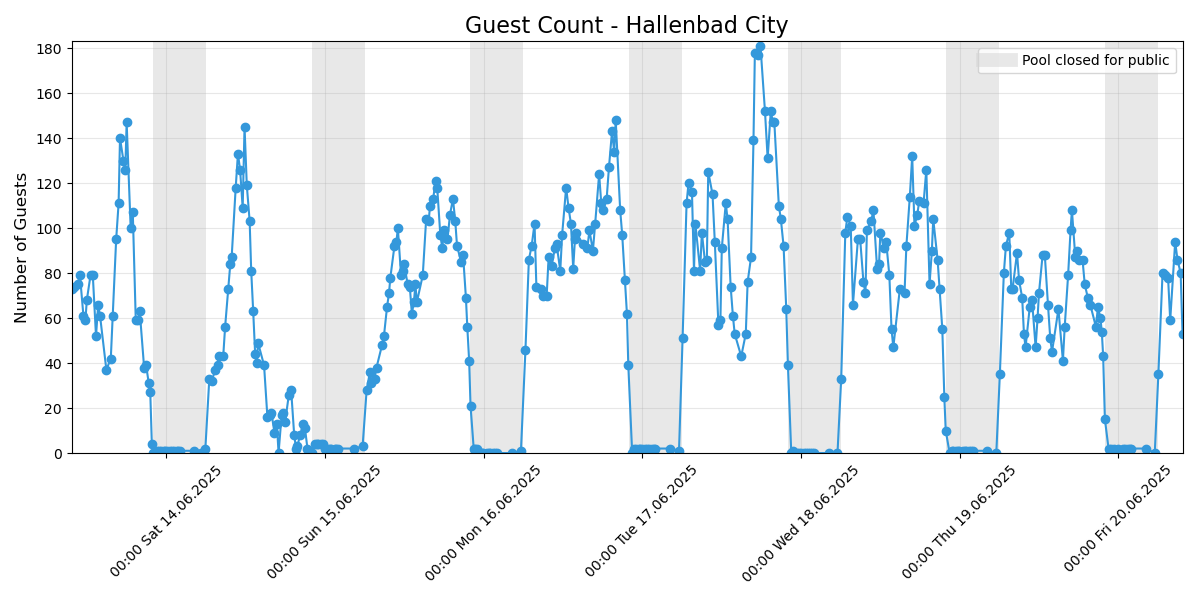 Guest Count - Hallenbad City
Pool closed for public
Number of Guests
180
160
140
120
100
80
60
40
20
0
00:00 Sat 14.06.2025
00:00 Sun 15.06.2025
00:00 Mon 16.06.2025
00:00 Tue 17.06.2025
00:00 Wed 18.06.2025
00:00 Thu 19.06.2025
00:00 Fri 20.06.2025